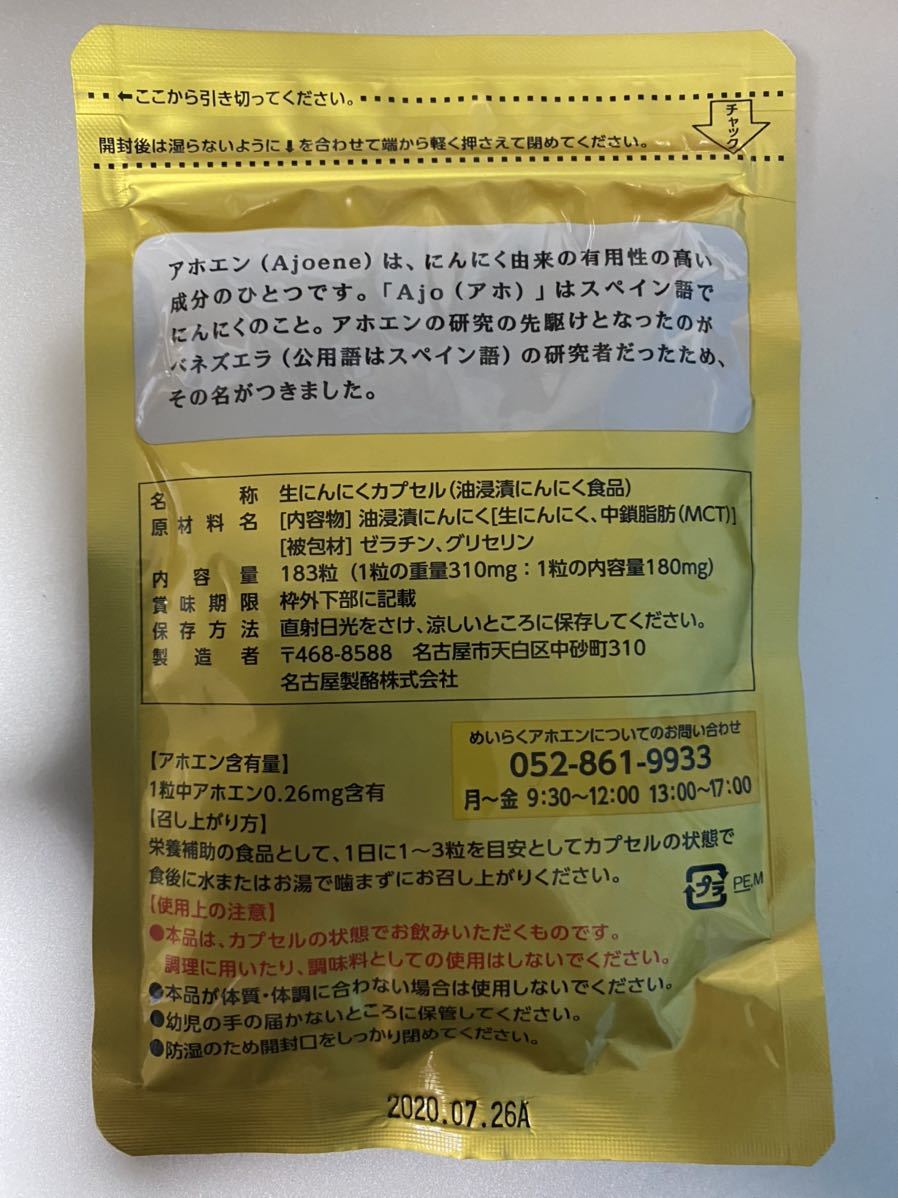 ←ここから引き切ってください。
チャック
開封後は湿らないように⬇を合わせて端から軽く押さえて閉めてください。
アホエン(Ajoene)は、にんにく由来の有用性の高い
成分のひとつです。「Ajo(アホ)」はスペイン語で
にんにくのこと。アホエンの研究の先駆けとなったのが
ベネズエラ(公用語はスペイン語)の研究者だったため、
その名がつきました。
名称 生にんにくカプセル(油浸漬にんにく食品)
原材料名 [内容物] 油浸漬にんにく[生にんにく、中鎖脂肪(MCT)]
[被包材] ゼラチン、グリセリン
内容量 183粒 (1粒の重量310mg:1粒の内容量180mg)
賞味期限 枠外下部に記載
保存方法 直射日光をさけ、涼しいところに保存してください。
製造者 〒468-8588 名古屋市天白区中砂町310
名古屋製酪株式会社
めいらくアホエンについてのお問い合わせ
052-861-9933
月〜金 9:30〜12:00 13:00〜17:00
【アホエン含有量】
1粒中アホエン0.26mg含有
【召し上がり方】
栄養補助の食品として、1日に1〜3粒を目安としてカプセルの状態で
食後に水またはお湯で噛まずにお召し上がりください。
プラ PE,M
【使用上の注意】
●本品は、カプセルの状態でお飲みいただくものです。
調理に用いたり、調味料としての使用はしないでください。
●本品が体質・体調に合わない場合は使用しないでください。
●幼児の手の届かないところに保管してください。
●防湿のため開封口をしっかり閉めてください。
2020.07.26A